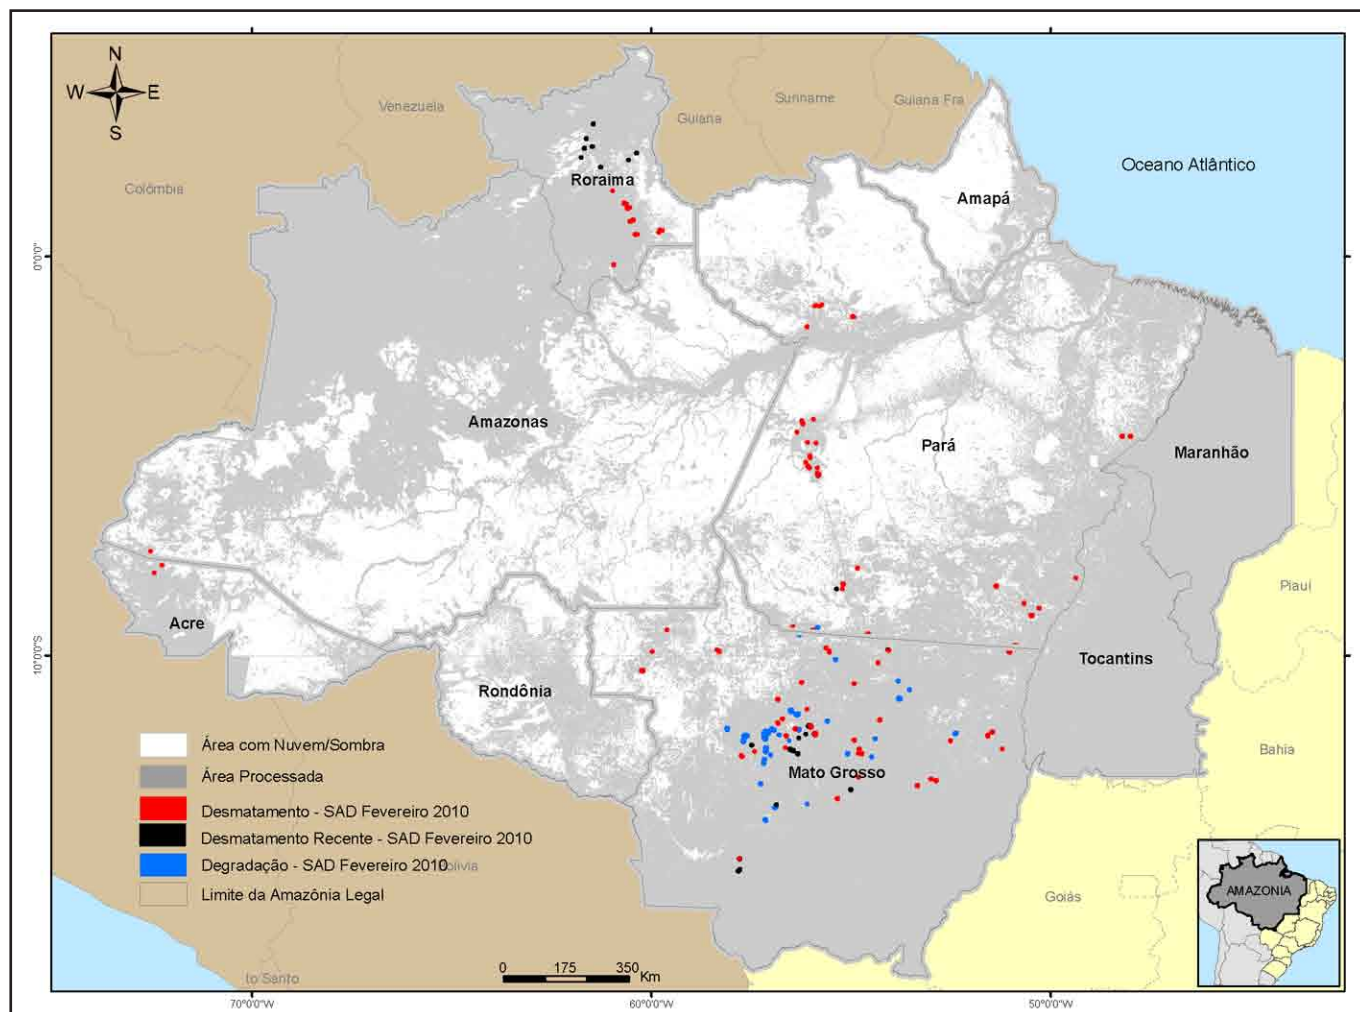 N
W E
S
Venezuela
Guiana
Suriname
Guiana Fra
Colômbia
Oceano Atlântico
Roraima
Amapá
0°0'0"
Amazonas
Pará
Maranhão
Piauí
Acre
Tocantins
10°0'0"S
Rondônia
Bahia
Mato Grosso
Área com Nuvem/Sombra
Área Processada
Desmatamento - SAD Fevereiro 2010
Desmatamento Recente - SAD Fevereiro 2010
Degradação - SAD Fevereiro 2010
olivia
Limite da Amazônia Legal
Goiás
AMAZONIA
to Santo
0 175 350
Km
70°0'0"W 60°0'0"W 50°0'0"W